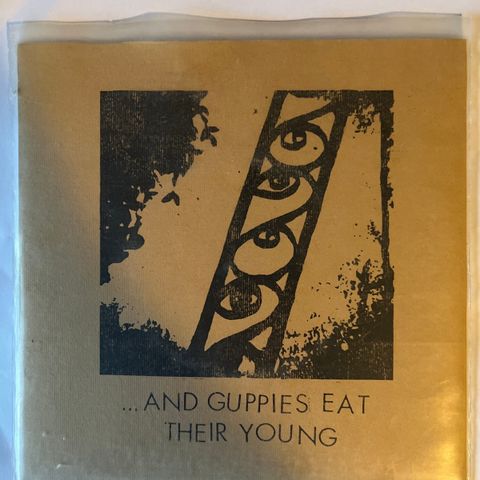 ...AND GUPPIES EAT
THEIR YOUNG